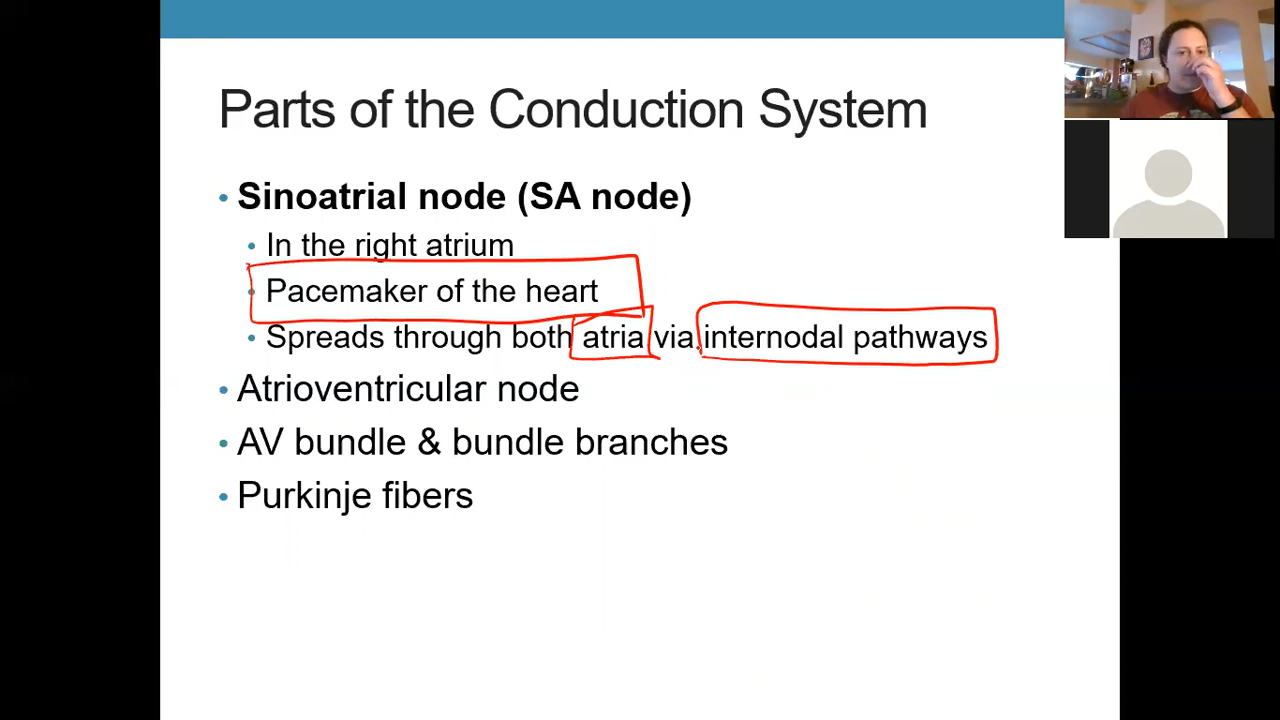 Parts of the Conduction System
• Sinoatrial node (SA node)
• In the right atrium
• Pacemaker of the heart
• Spreads through both atria via internodal pathways
• Atrioventricular node
• AV bundle & bundle branches
• Purkinje fibers